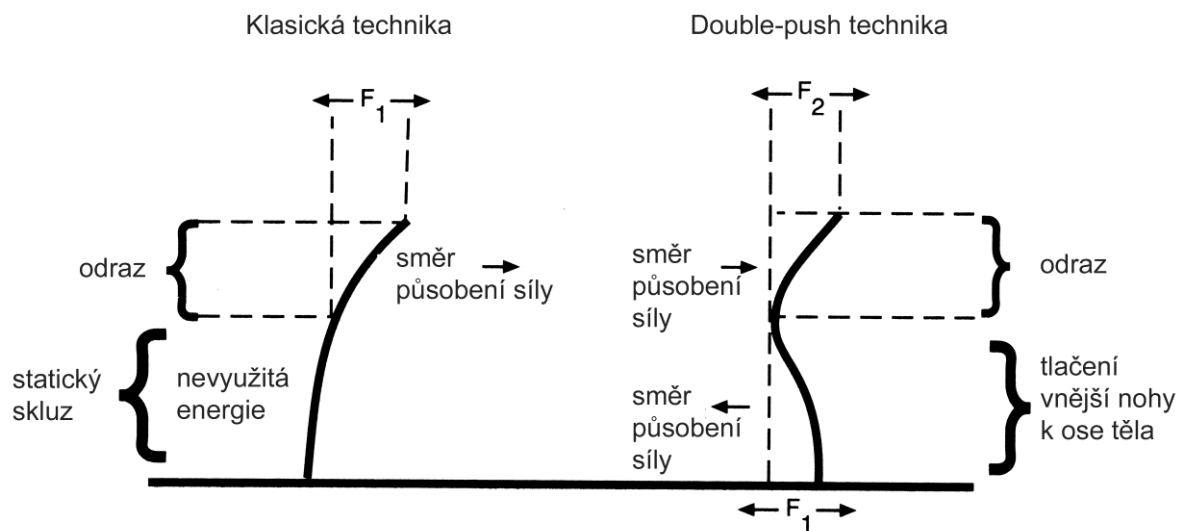 Klasická technika
Double-push technika
F1
F2
odraz
směr
působení síly
směr
působení
síly
odraz
statický
skluz
nevyužitá
energie
směr
působení
síly
tlačení
vnější nohy
k ose těla
F1